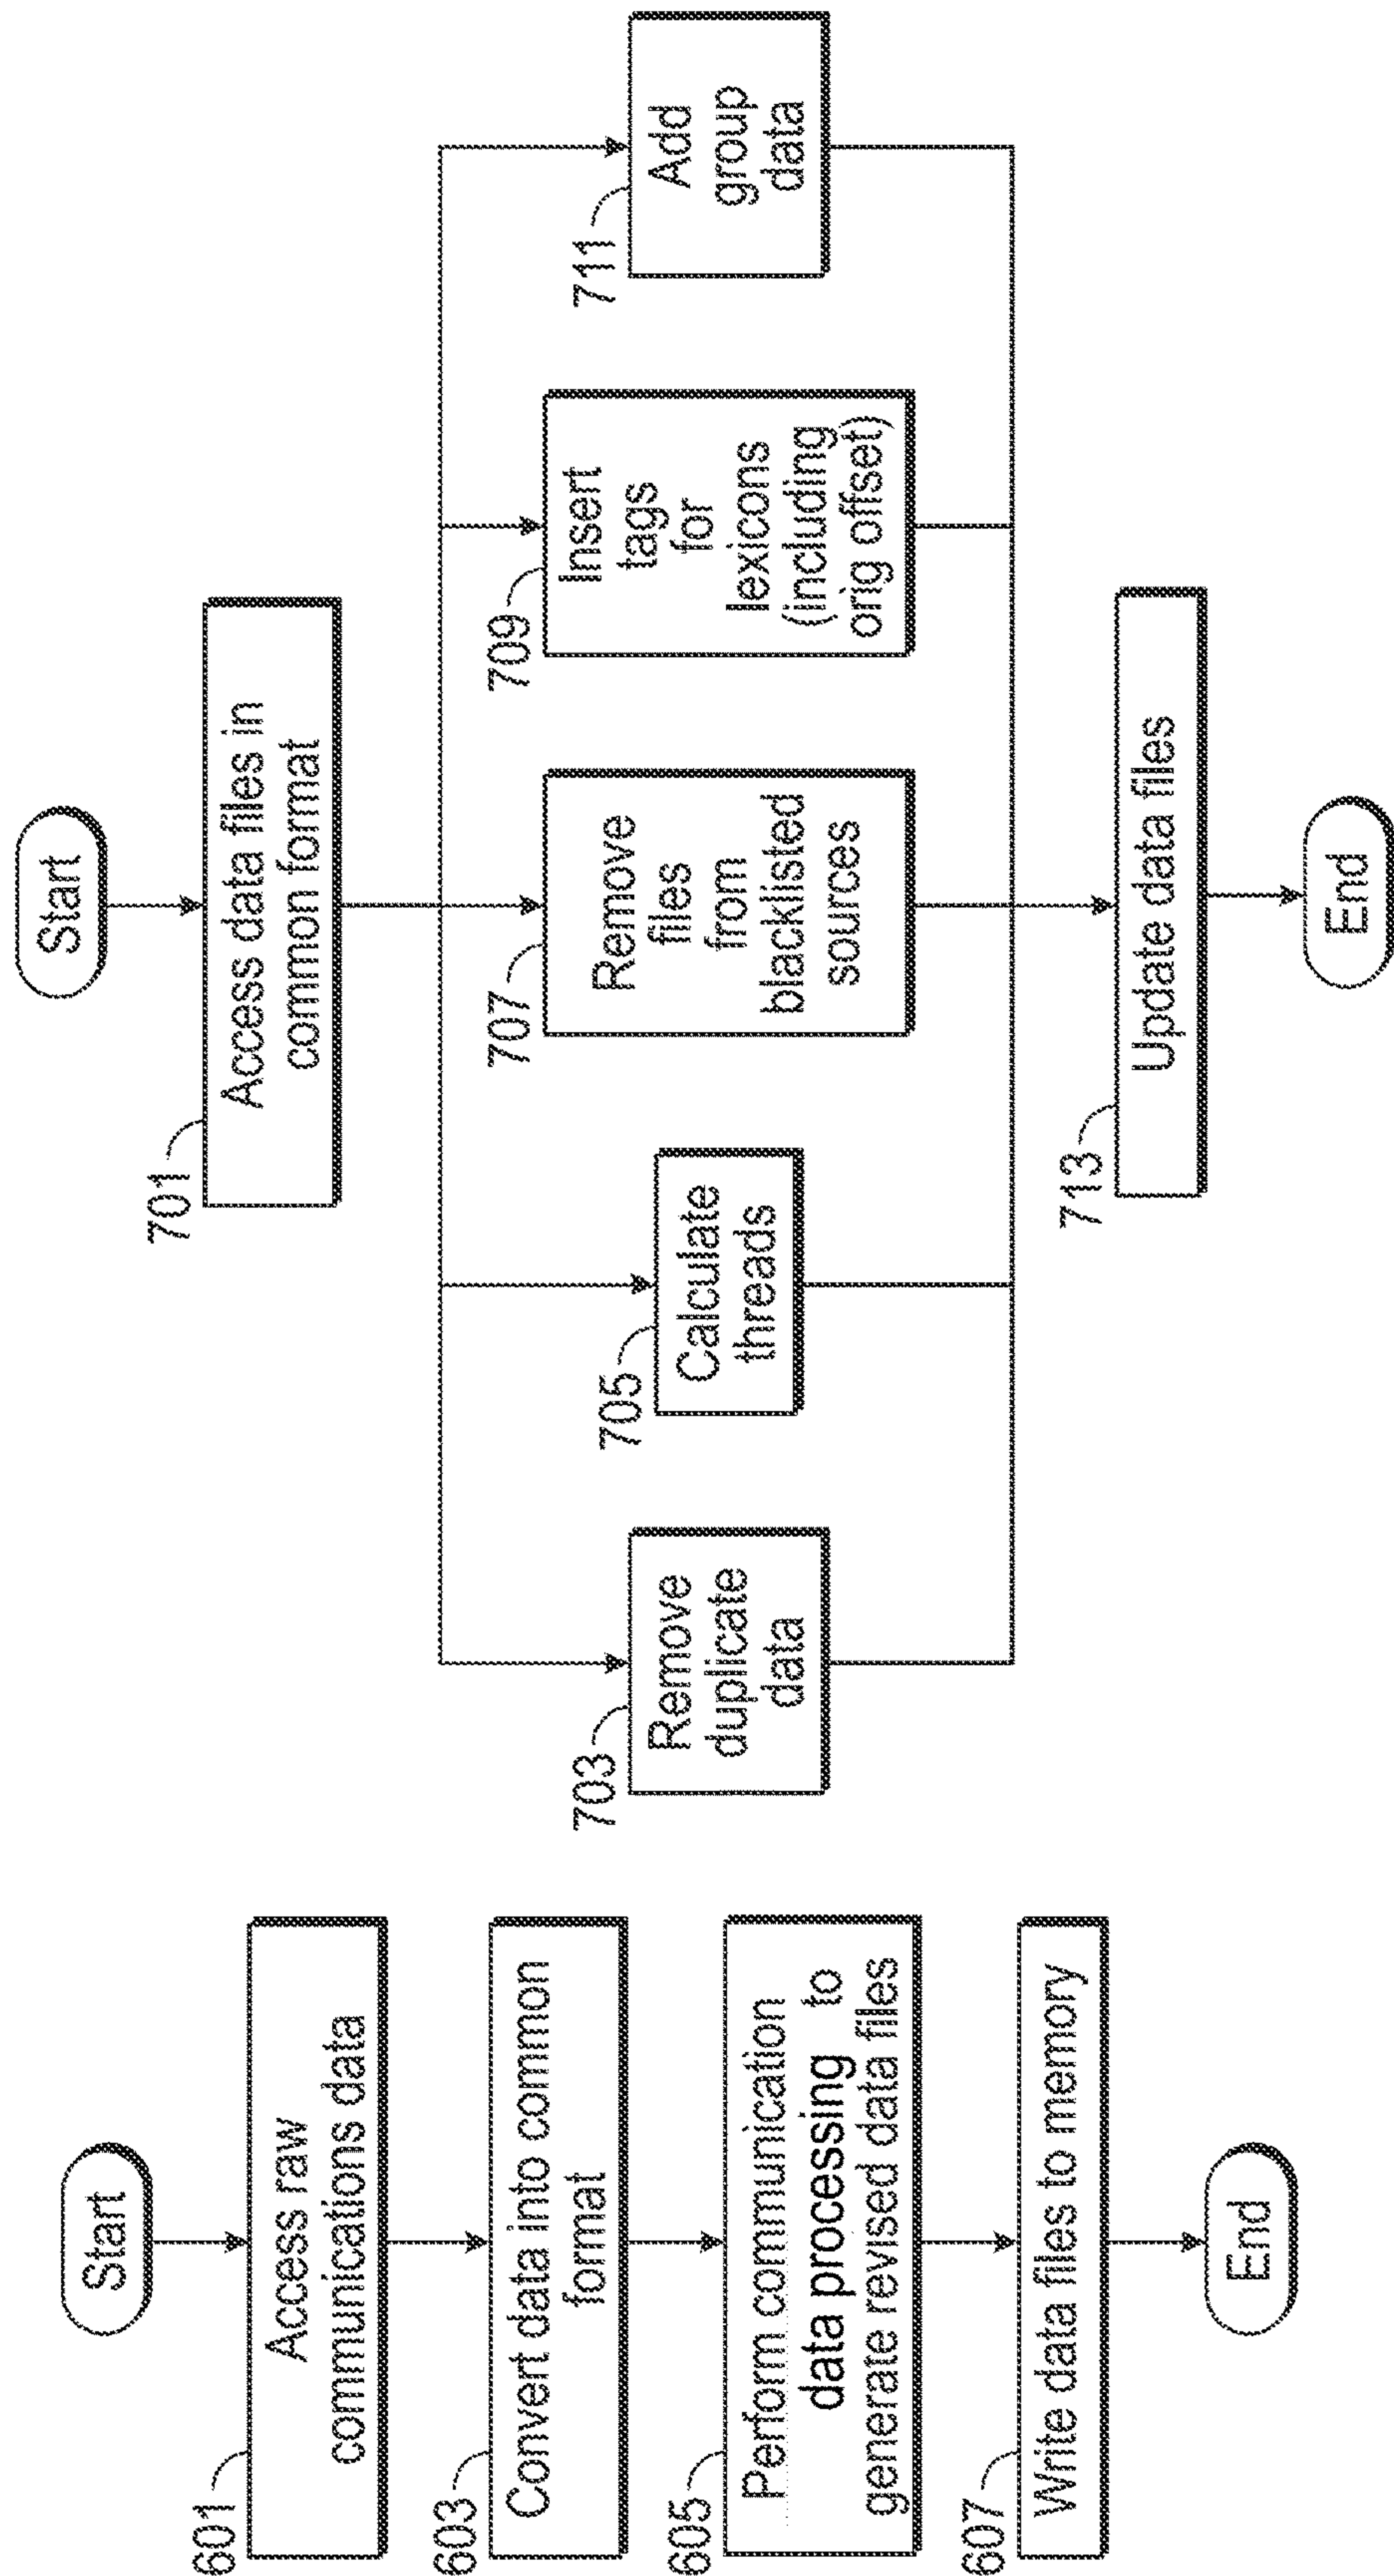 Start
601
Access raw
communications data
603
Convert data into common
format
605
Perform communication
data processing to
generate revised data files
607
Write data files to memory
End
Start
701
Access data files in
common format
703
Remove
duplicate
data
705
Calculate
threads
707
Remove
files
from
blacklisted
sources
709
Insert
tags
for
lexicons
(including
orig offset)
711
Add
group
data
713
Update data files
End